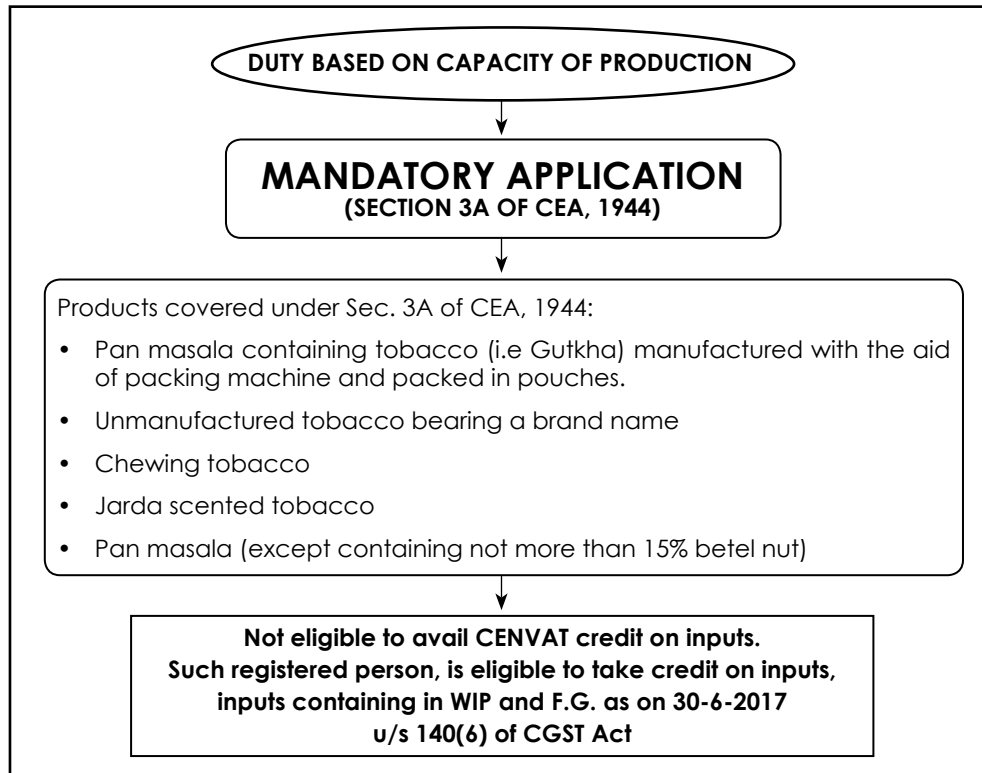 DUTY BASED ON CAPACITY OF PRODUCTION
MANDATORY APPLICATION
(SECTION 3A OF CEA, 1944)
Products covered under Sec. 3A of CEA, 1944:
• Pan masala containing tobacco (i.e Gutkha) manufactured with the aid
of packing machine and packed in pouches.
• Unmanufactured tobacco bearing a brand name
• Chewing tobacco
• Jarda scented tobacco
• Pan masala (except containing not more than 15% betel nut)
Not eligible to avail CENVAT credit on inputs.
Such registered person, is eligible to take credit on inputs,
inputs containing in WIP and F.G. as on 30-6-2017
u/s 140(6) of CGST Act